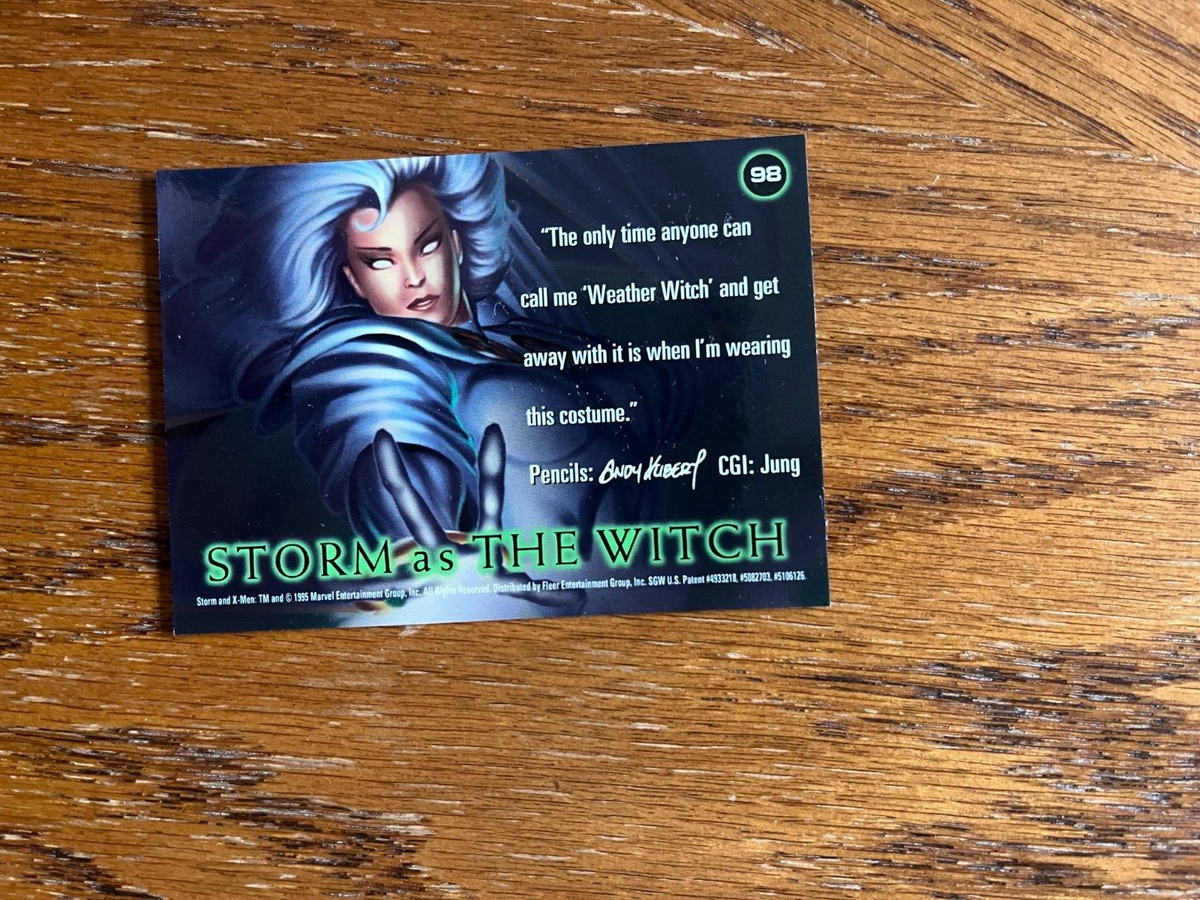 98
“The only time anyone can
call me ‘Weather Witch’ and get
away with it is when I’m wearing
this costume.”
Pencils: Andy Kubert CGI: Jung
STORM as THE WITCH
Storm and X-Men: TM and © 1995 Marvel Entertainment Group, Inc. All Rights Reserved. Distributed by Fleer Entertainment Group, Inc. SGW U.S. Patent #4933218, #5082703, #5106126.